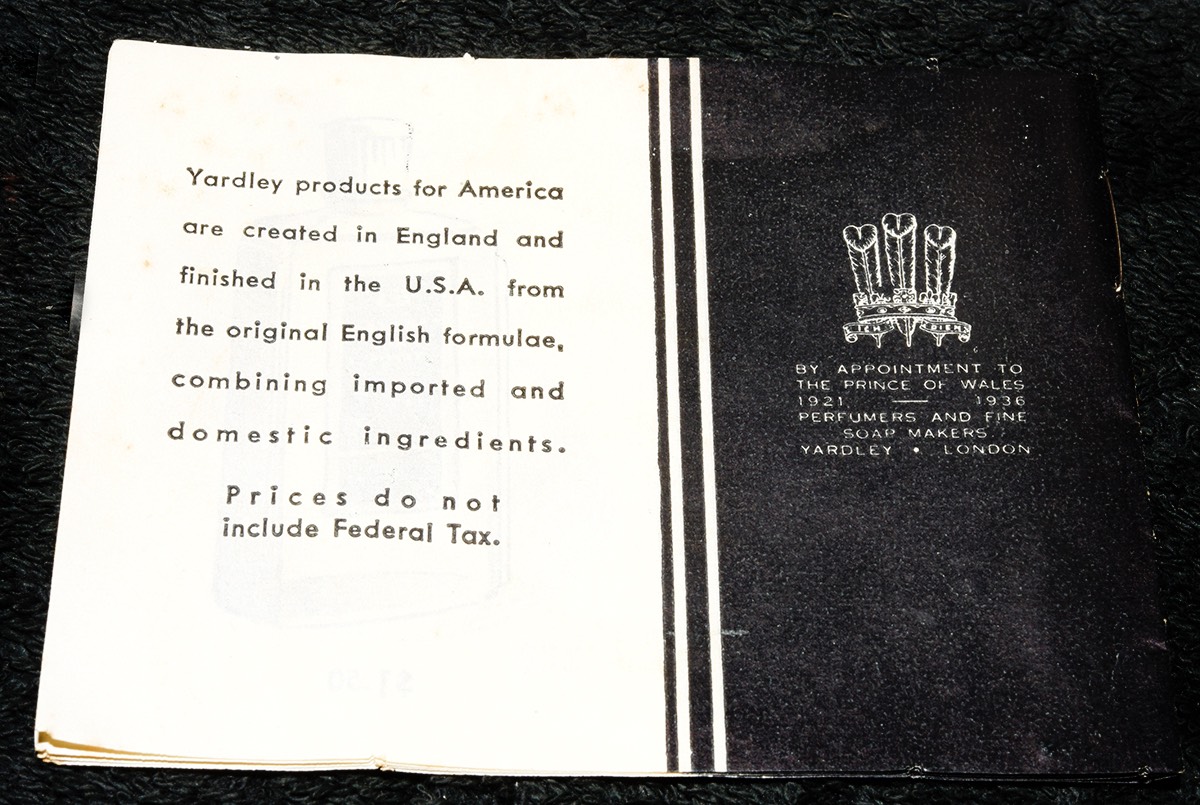 Yardley products for America
are created in England and
finished in the U.S.A. from
the original English formulae,
combining imported and
domestic ingredients.
Prices do not
include Federal Tax.
ICH DIEN
BY APPOINTMENT TO
THE PRINCE OF WALES
1921 — 1936
PERFUMERS AND FINE
SOAP MAKERS
YARDLEY • LONDON